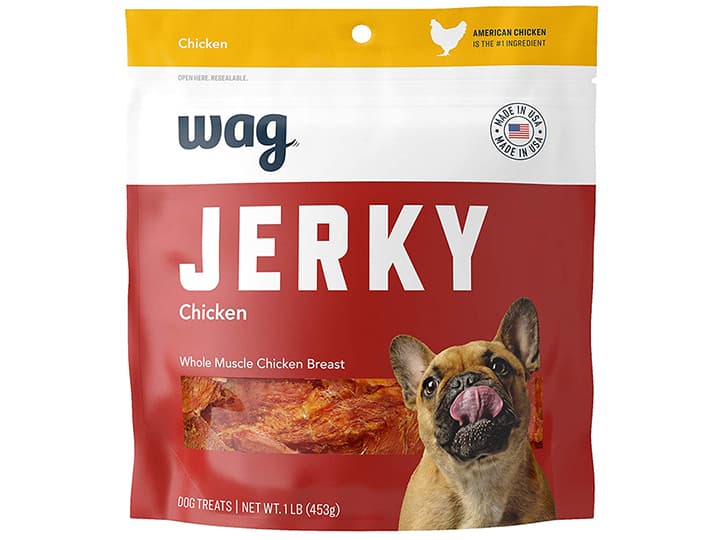 Chicken
AMERICAN CHICKEN
IS THE #1 INGREDIENT
OPEN HERE. RESEALABLE.
wag
MADE IN USA
MADE IN USA
JERKY
Chicken
Whole Muscle Chicken Breast
DOG TREATS | NET WT. 1 LB (453g)